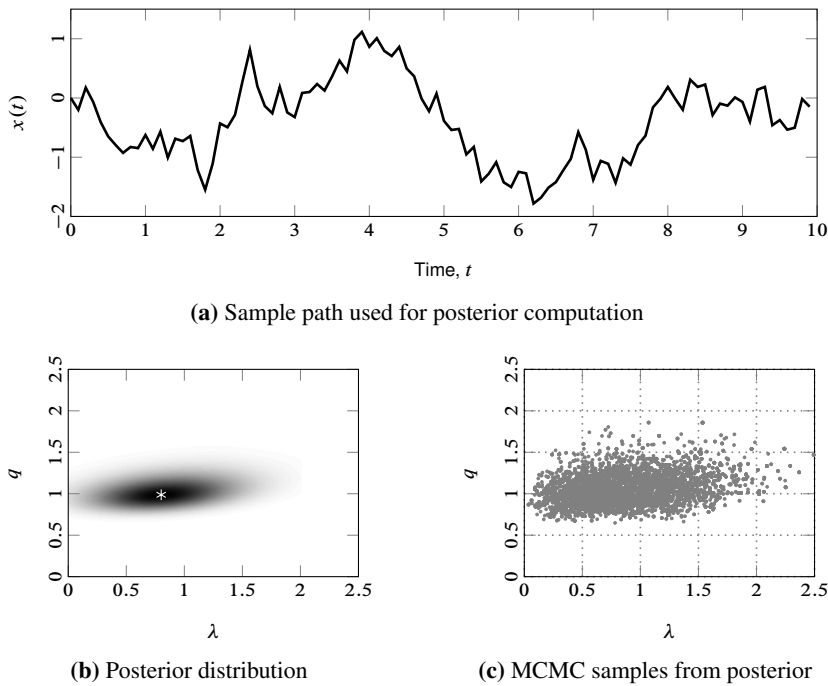 1
0
−1
−2
x(t)
0 1 2 3 4 5 6 7 8 9 10
Time, t
(a) Sample path used for posterior computation
2.5
2
1.5
1
0.5
0
q
0 0.5 1 1.5 2 2.5
λ
(b) Posterior distribution
2.5
2
1.5
1
0.5
0
q
0 0.5 1 1.5 2 2.5
λ
(c) MCMC samples from posterior